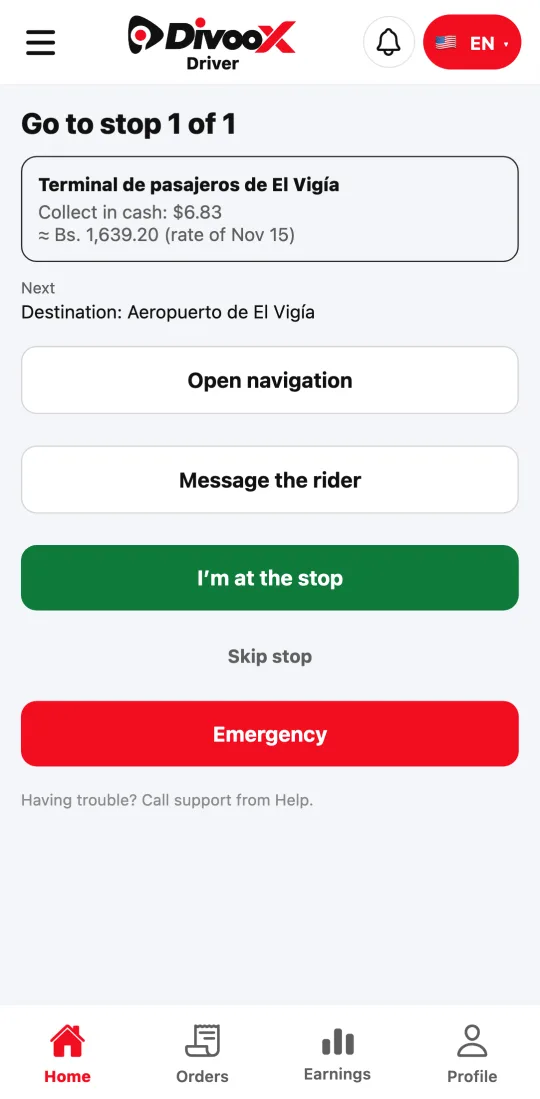 DivooX
Driver
EN
Go to stop 1 of 1
Terminal de pasajeros de El Vigía
Collect in cash: $6.83
≈ Bs. 1,639.20 (rate of Nov 15)
Next
Destination: Aeropuerto de El Vigía
Open navigation
Message the rider
I’m at the stop
Skip stop
Emergency
Having trouble? Call support from Help.
Home
Orders
Earnings
Profile